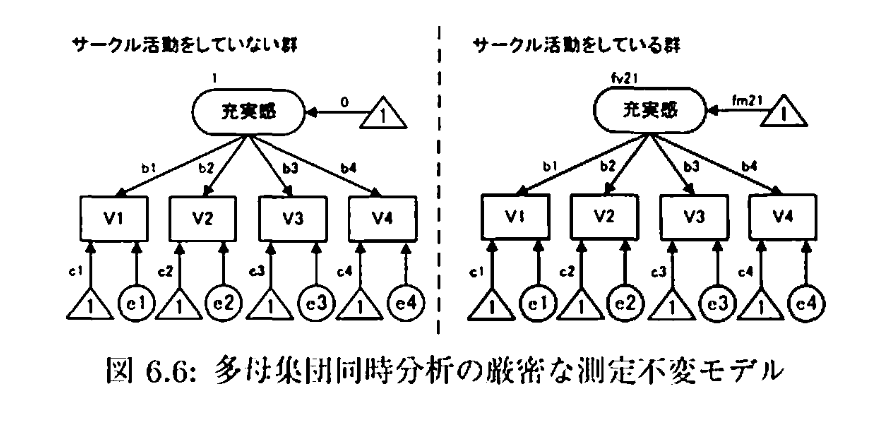 サークル活動をしていない群
1
充実感
0
1
b1 b2 b3 b4
V1 V2 V3 V4
c1 c2 c3 c4
1 e1 1 e2 1 e3 1 e4
サークル活動をしている群
fv21
充実感
fm21
1
b1 b2 b3 b4
V1 V2 V3 V4
c1 c2 c3 c4
1 e1 1 e2 1 e3 1 e4
図 6.6: 多母集団同時分析の厳密な測定不変モデル